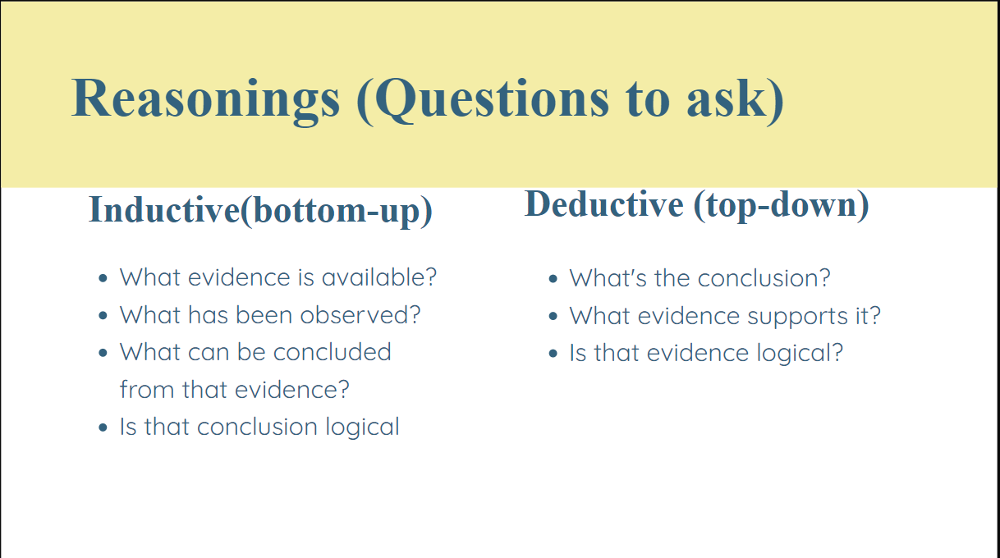 Reasonings (Questions to ask)
Inductive(bottom-up)
• What evidence is available?
• What has been observed?
• What can be concluded
from that evidence?
• Is that conclusion logical
Deductive (top-down)
• What's the conclusion?
• What evidence supports it?
• Is that evidence logical?